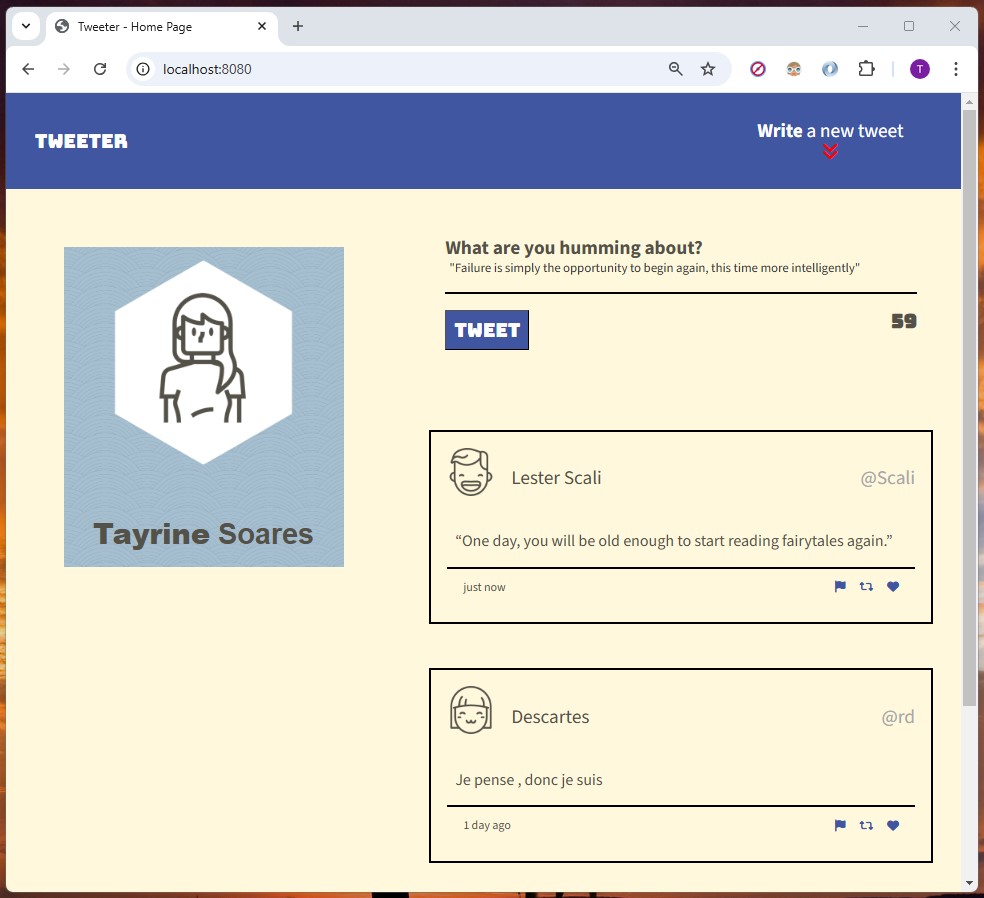 Tweeter - Home Page
localhost:8080
T
TWEETER
Write a new tweet
Tayrine Soares
What are you humming about?
"Failure is simply the opportunity to begin again, this time more intelligently"
TWEET
59
Lester Scali
@Scali
“One day, you will be old enough to start reading fairytales again.”
just now
Descartes
@rd
Je pense , donc je suis
1 day ago